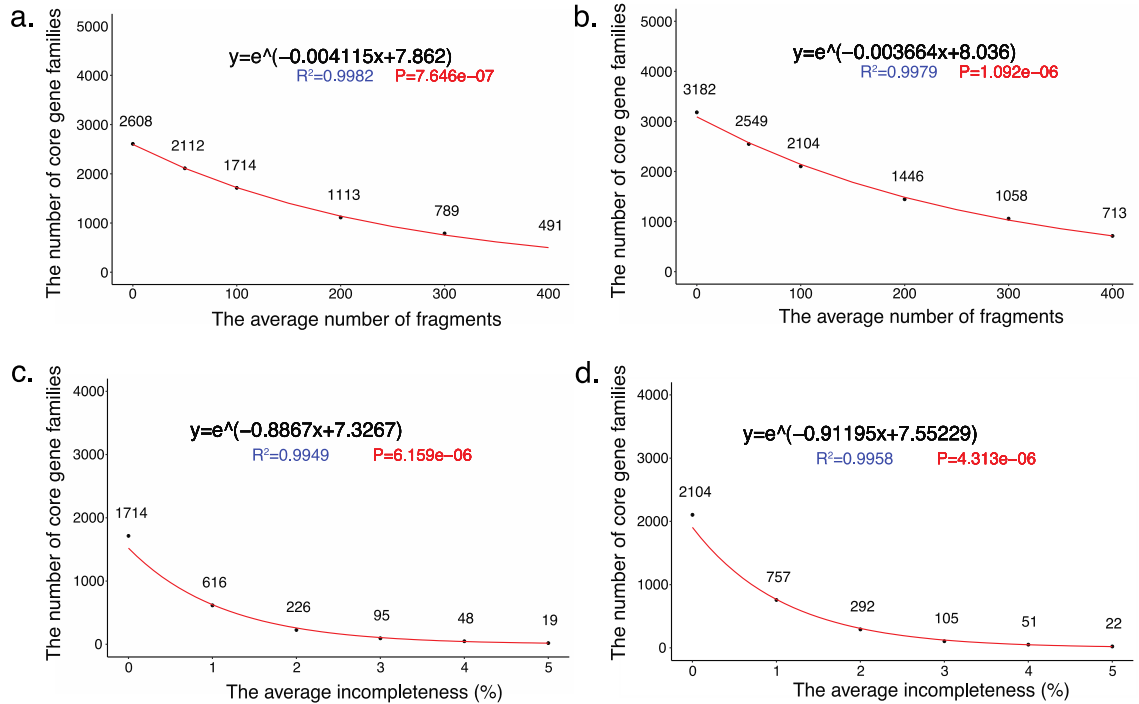 a.
The number of core gene families
y=e^(−0.004115x+7.862)
R²=0.9982 P=7.646e−07
5000
4000
3000
2000
1000
0
2608
2112
1714
1113
789
491
0 100 200 300 400
The average number of fragments
b.
The number of core gene families
y=e^(−0.003664x+8.036)
R²=0.9979 P=1.092e−06
5000
4000
3000
2000
1000
0
3182
2549
2104
1446
1058
713
0 100 200 300 400
The average number of fragments
c.
The number of core gene families
y=e^(−0.8867x+7.3267)
R²=0.9949 P=6.159e−06
4000
3000
2000
1000
0
1714
616
226
95
48
19
0 1 2 3 4 5
The average incompleteness (%)
d.
The number of core gene families
y=e^(−0.91195x+7.55229)
R²=0.9958 P=4.313e−06
4000
3000
2000
1000
0
2104
757
292
105
51
22
0 1 2 3 4 5
The average incompleteness (%)